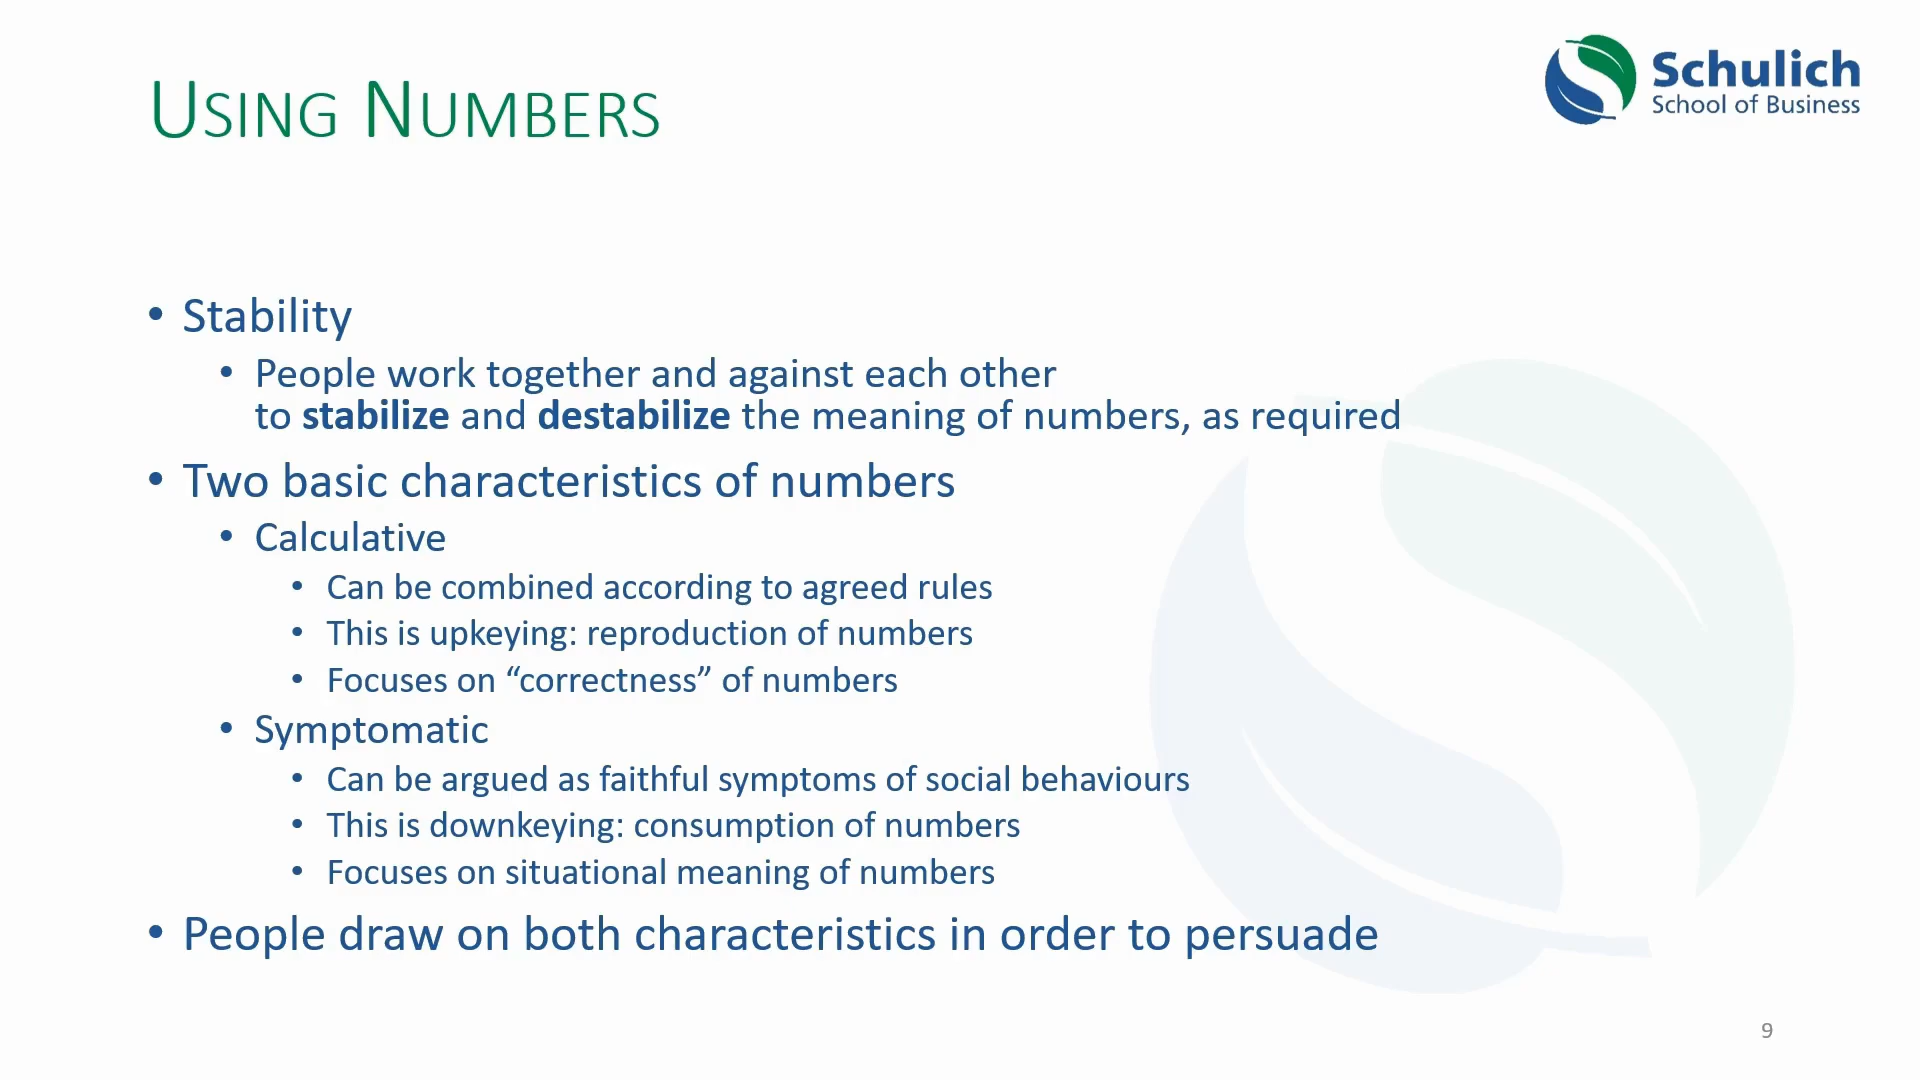 Schulich
School of Business
USING NUMBERS
• Stability
• People work together and against each other
to stabilize and destabilize the meaning of numbers, as required
• Two basic characteristics of numbers
• Calculative
• Can be combined according to agreed rules
• This is upkeying: reproduction of numbers
• Focuses on “correctness” of numbers
• Symptomatic
• Can be argued as faithful symptoms of social behaviours
• This is downkeying: consumption of numbers
• Focuses on situational meaning of numbers
• People draw on both characteristics in order to persuade
9